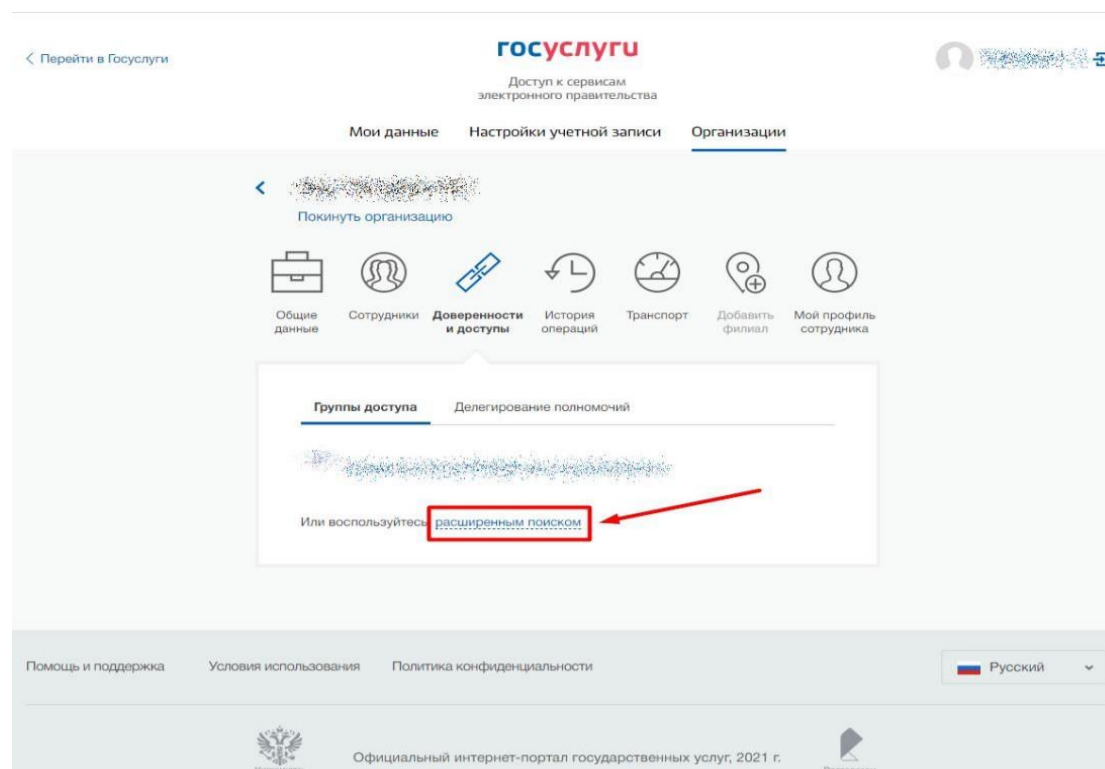 Перейти в Госуслуги
госуслуги
Доступ к сервисам
электронного правительства
Мои данные Настройки учетной записи Организации
Покинуть организацию
Общие данные Сотрудники Доверенности и доступы История операций Транспорт Добавить филиал Мой профиль сотрудника
Группы доступа Делегирование полномочий
Или воспользуйтесь расширенным поиском
Помощь и поддержка Условия использования Политика конфиденциальности Русский
Официальный интернет-портал государственных услуг, 2021 г.